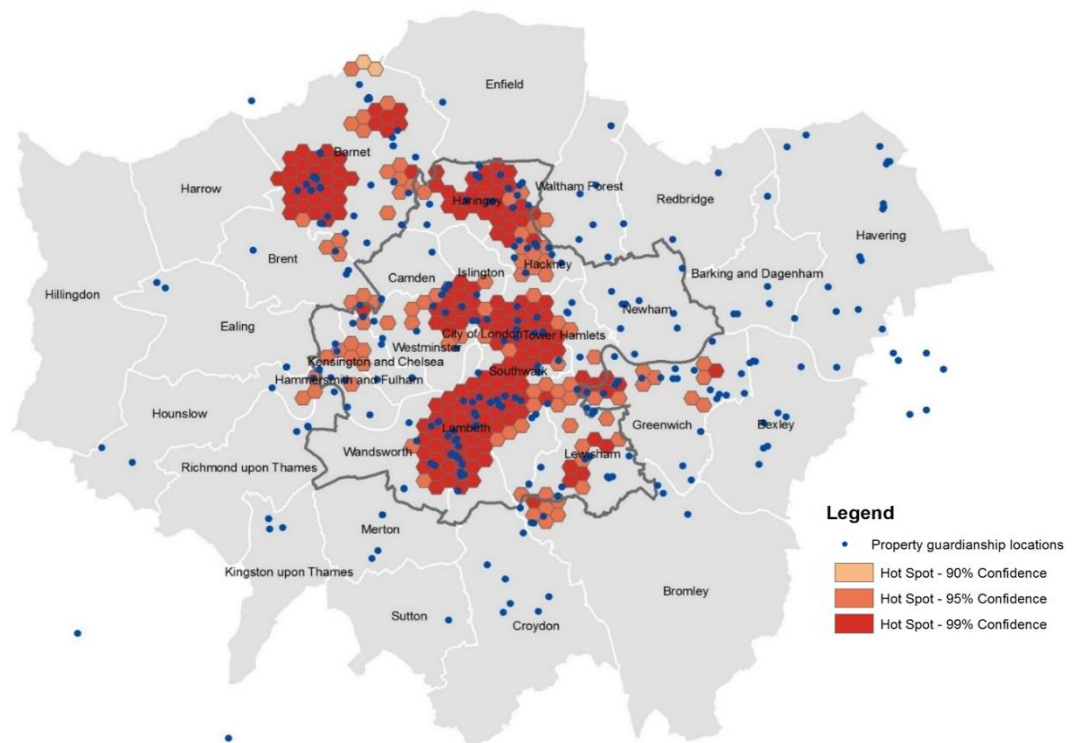 Enfield
Barnet
Harrow
Haringey
Waltham Forest
Redbridge
Havering
Brent
Camden
Islington
Hackney
Barking and Dagenham
Hillingdon
Newham
Ealing
City of London
Tower Hamlets
Westminster
Kensington and Chelsea
Southwark
Hammersmith and Fulham
Hounslow
Lambeth
Greenwich
Bexley
Wandsworth
Lewisham
Richmond upon Thames
Merton
Kingston upon Thames
Bromley
Sutton
Croydon
Legend
Property guardianship locations
Hot Spot - 90% Confidence
Hot Spot - 95% Confidence
Hot Spot - 99% Confidence